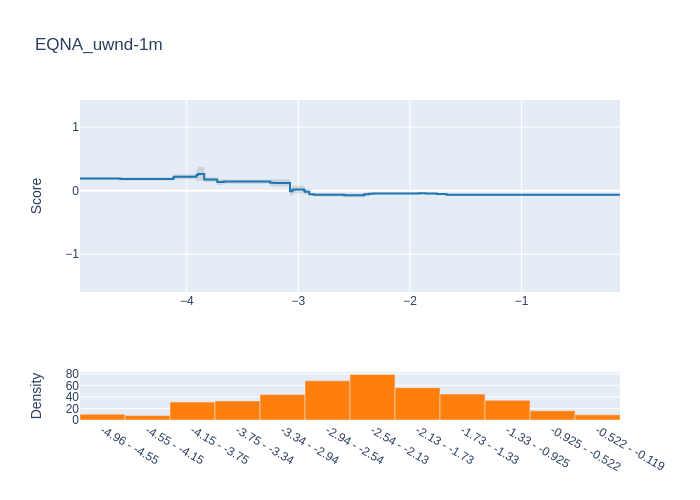 EQNA_uwnd-1m
Score
1
0
−1
−4
−3
−2
−1
Density
80
60
40
20
0
-4.96 - -4.55
-4.55 - -4.15
-4.15 - -3.75
-3.75 - -3.34
-3.34 - -2.94
-2.94 - -2.54
-2.54 - -2.13
-2.13 - -1.73
-1.73 - -1.33
-1.33 - -0.925
-0.925 - -0.522
-0.522 - -0.119